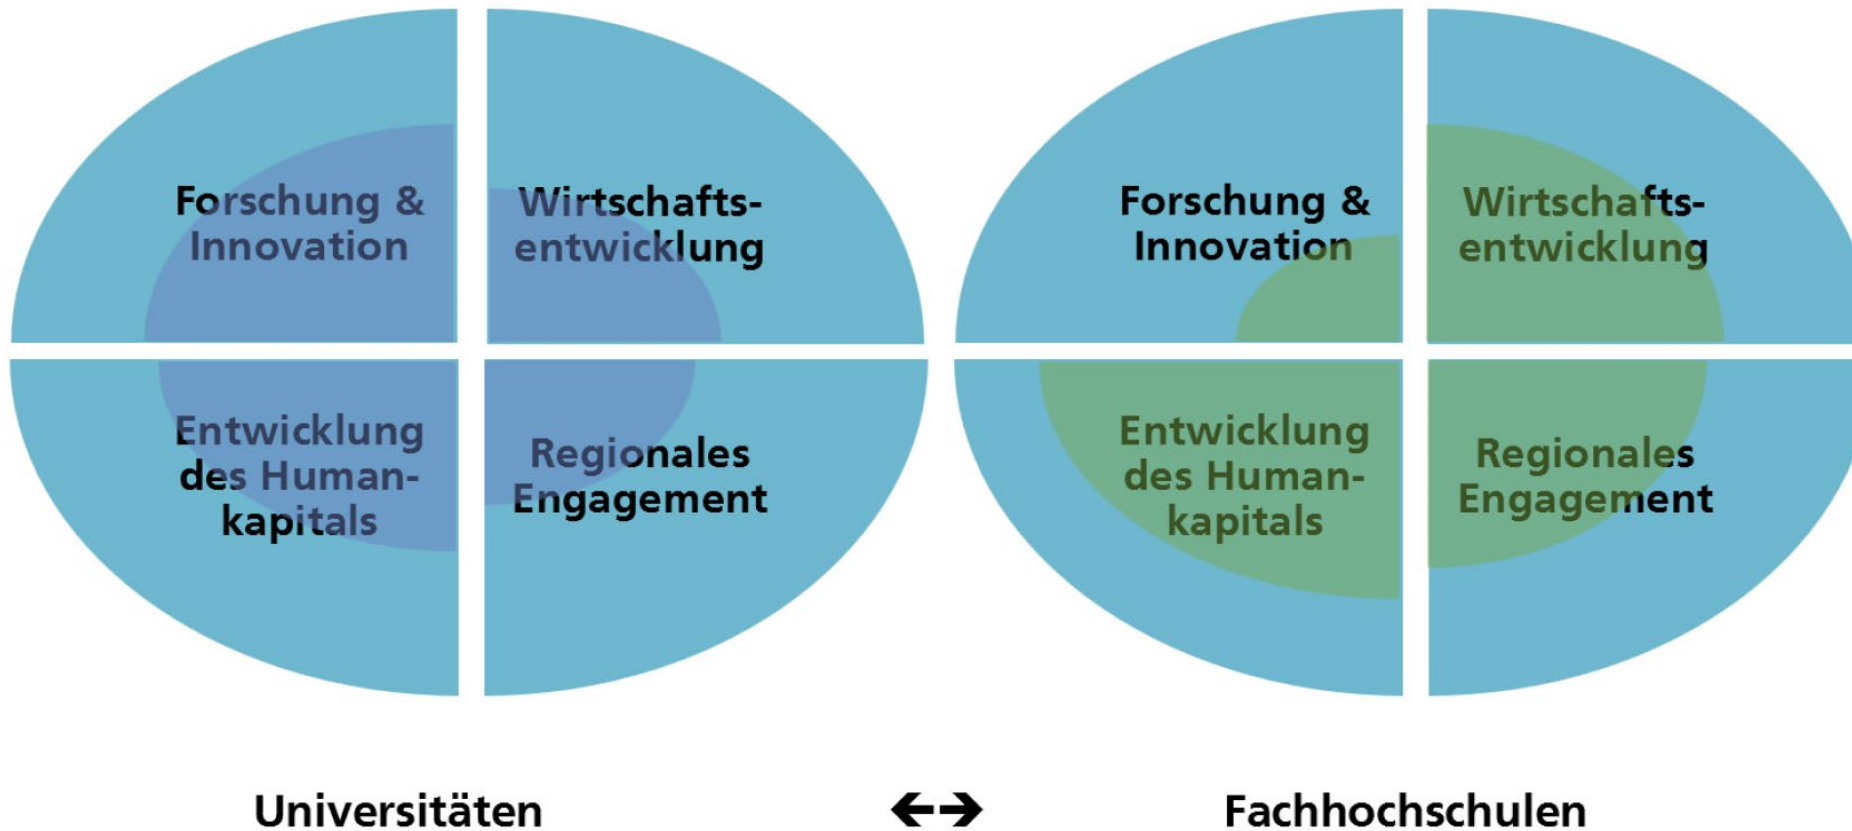 Forschung &
Innovation
Wirtschafts-
entwicklung
Entwicklung
des Human-
kapitals
Regionales
Engagement
Forschung &
Innovation
Wirtschafts-
entwicklung
Entwicklung
des Human-
kapitals
Regionales
Engagement
Universitäten ←→ Fachhochschulen